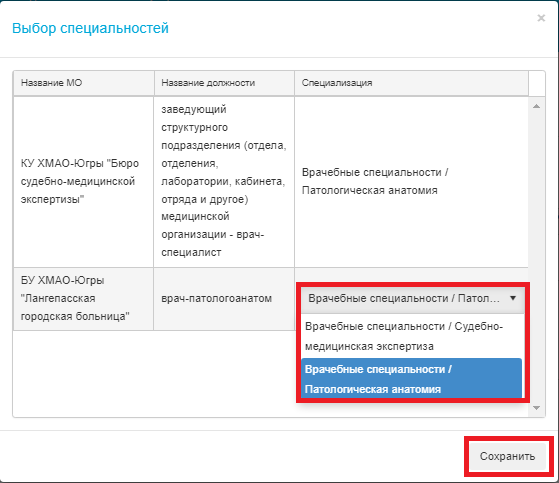 Выбор специальностей
×
Название МО
Название должности
Специализация
КУ ХМАО-Югры "Бюро
судебно-медицинской
экспертизы"
заведующий
структурного
подразделения (отдела,
отделения,
лаборатории, кабинета,
отряда и другое)
медицинской
организации - врач-
специалист
Врачебные специальности /
Патологическая анатомия
БУ ХМАО-Югры
"Лангепасская
городская больница"
врач-патологоанатом
Врачебные специальности / Патол...
Врачебные специальности / Судебно-
медицинская экспертиза
Врачебные специальности /
Патологическая анатомия
Сохранить